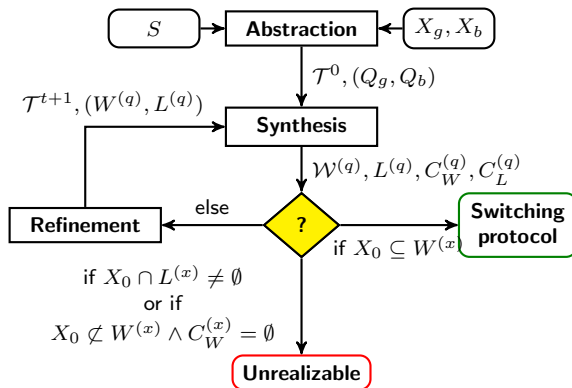 S
Abstraction
X_g, X_b
𝒯^0, (Q_g, Q_b)
𝒯^{t+1}, (W^{(q)}, L^{(q)})
Synthesis
𝒲^{(q)}, L^{(q)}, C_W^{(q)}, C_L^{(q)}
Refinement
else
?
if X_0 ⊆ W^{(x)}
Switching
protocol
if X_0 ∩ L^{(x)} ≠ ∅
or if
X_0 ⊄ W^{(x)} ∧ C_W^{(x)} = ∅
Unrealizable